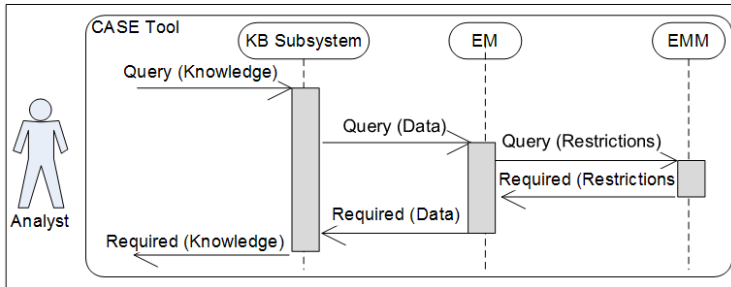 CASE Tool
KB Subsystem
EM
EMM
Query (Knowledge)
Query (Data)
Query (Restrictions)
Required (Restrictions
Required (Data)
Analyst
Required (Knowledge)